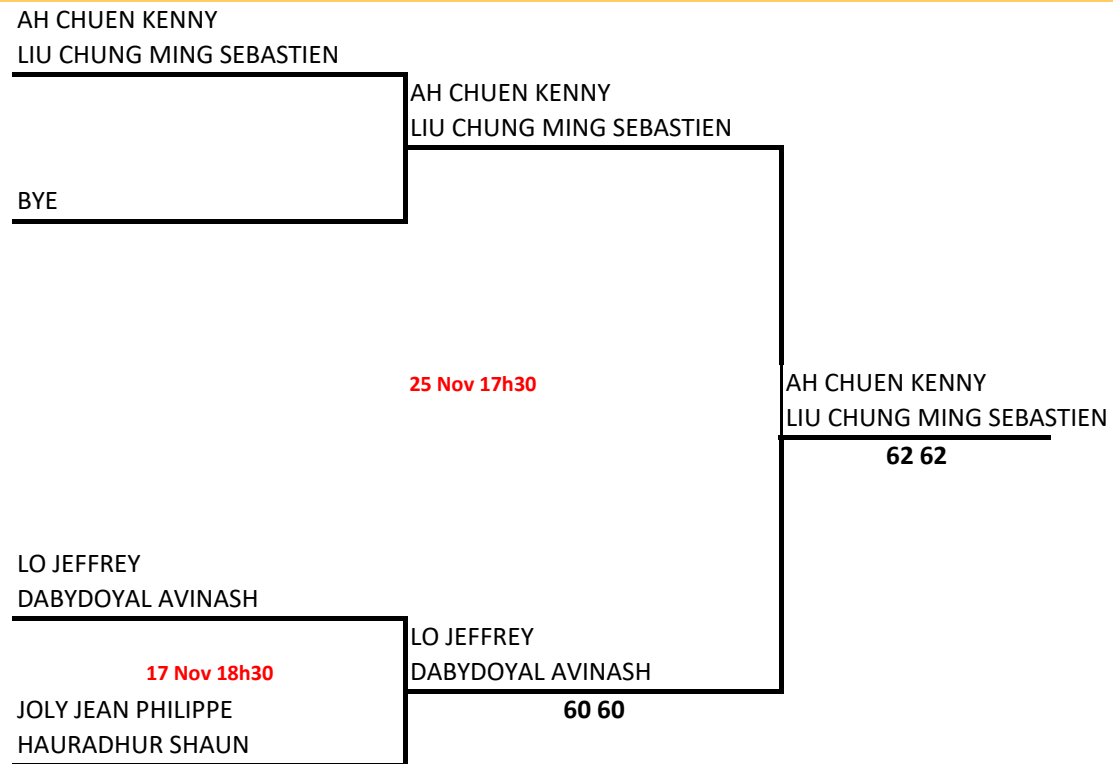 AH CHUEN KENNY
LIU CHUNG MING SEBASTIEN
AH CHUEN KENNY
LIU CHUNG MING SEBASTIEN
BYE
25 Nov 17h30
AH CHUEN KENNY
LIU CHUNG MING SEBASTIEN
62 62
LO JEFFREY
DABYDOYAL AVINASH
LO JEFFREY
17 Nov 18h30
DABYDOYAL AVINASH
JOLY JEAN PHILIPPE
60 60
HAURADHUR SHAUN